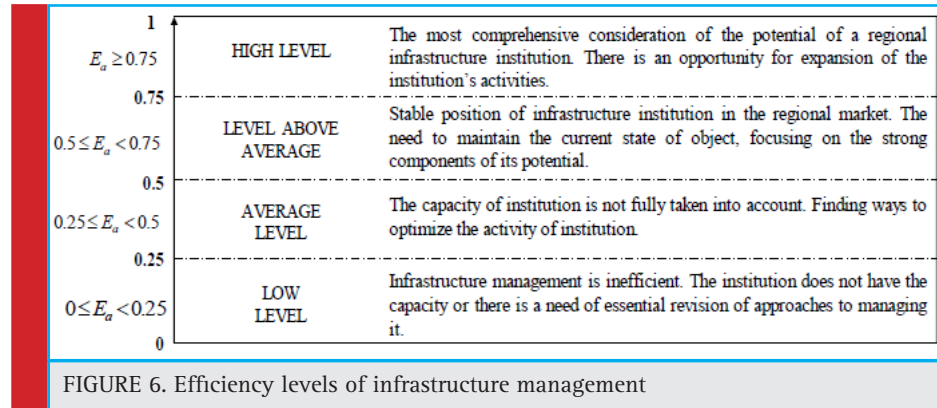 1
E_a ≥ 0.75
HIGH LEVEL
The most comprehensive consideration of the potential of a regional
infrastructure institution. There is an opportunity for expansion of the
institution's activities.
0.75
0.5 ≤ E_a < 0.75
LEVEL ABOVE
AVERAGE
Stable position of infrastructure institution in the regional market. The
need to maintain the current state of object, focusing on the strong
components of its potential.
0.5
0.25 ≤ E_a < 0.5
AVERAGE
LEVEL
The capacity of institution is not fully taken into account. Finding ways to
optimize the activity of institution.
0.25
0 ≤ E_a < 0.25
LOW
LEVEL
Infrastructure management is inefficient. The institution does not have the
capacity or there is a need of essential revision of approaches to managing
it.
0
FIGURE 6. Efficiency levels of infrastructure management